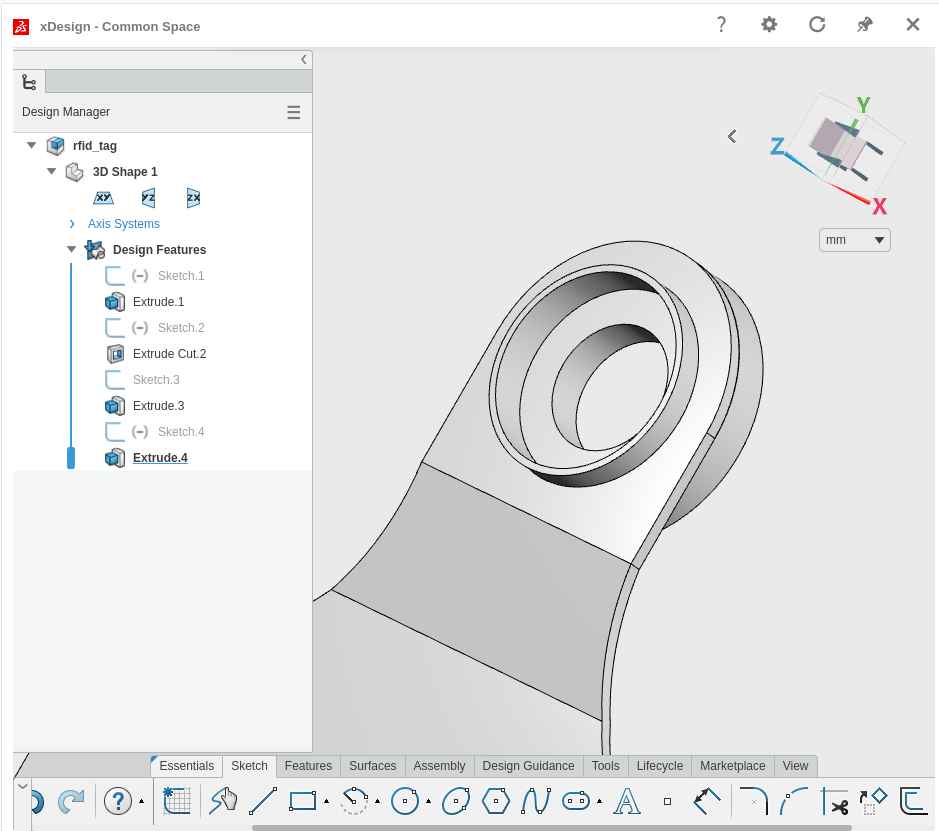 xDesign - Common Space
?
Design Manager
rfid_tag
3D Shape 1
XY YZ ZX
Axis Systems
Design Features
(−) Sketch.1
Extrude.1
(−) Sketch.2
Extrude Cut.2
Sketch.3
Extrude.3
(−) Sketch.4
Extrude.4
Y
Z
X
mm
Essentials Sketch Features Surfaces Assembly Design Guidance Tools Lifecycle Marketplace View
? A